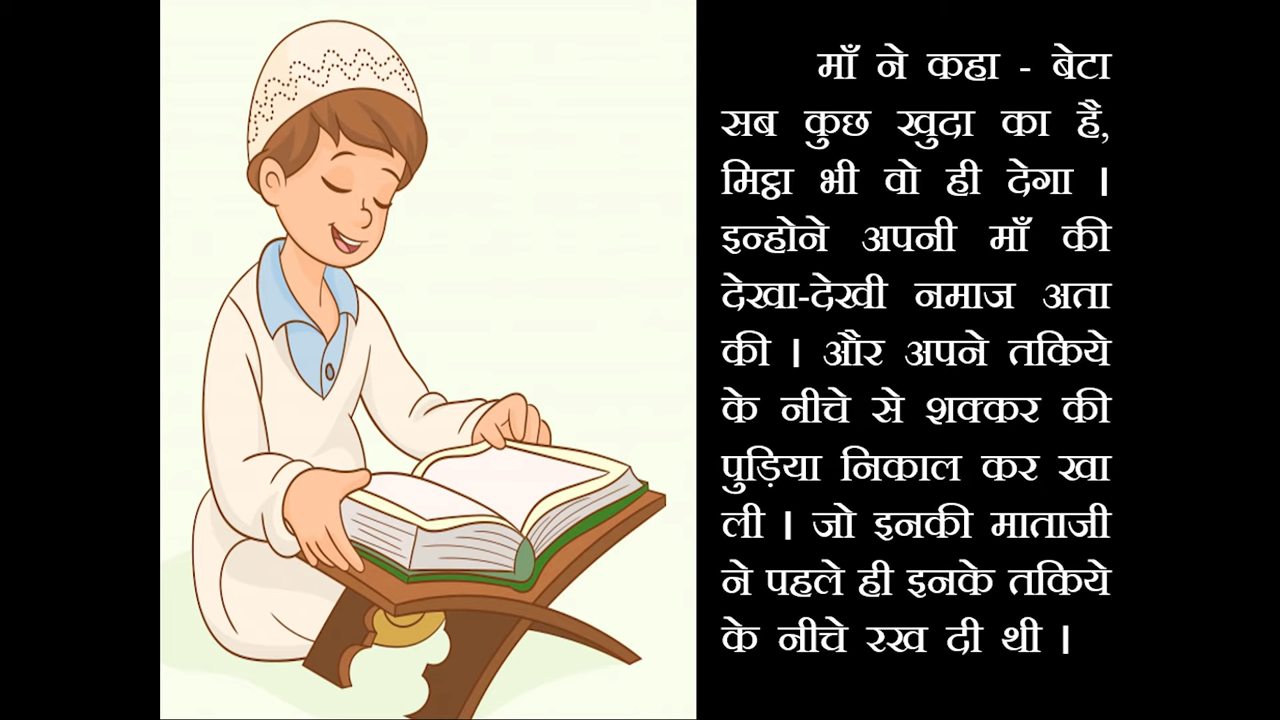 माँ ने कहा - बेटा
सब कुछ खुदा का है,
मिट्ठा भी वो ही देगा ।
इन्होने अपनी माँ की
देखा-देखी नमाज अता
की । और अपने तकिये
के नीचे से शक्कर की
पुड़िया निकाल कर खा
ली । जो इनकी माताजी
ने पहले ही इनके तकिये
के नीचे रख दी थी ।